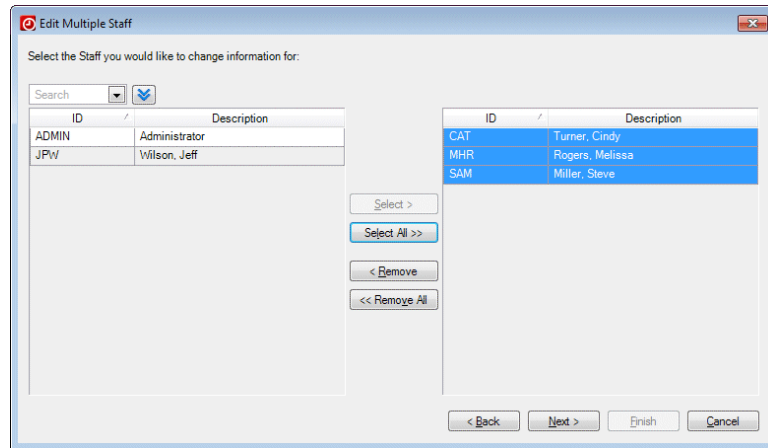 Edit Multiple Staff
Select the Staff you would like to change information for:
Search
ID / Description
ADMIN Administrator
JPW Wilson, Jeff
Select >
Select All >>
< Remove
<< Remove All
ID / Description
CAT Turner, Cindy
MHR Rogers, Melissa
SAM Miller, Steve
< Back Next > Finish Cancel